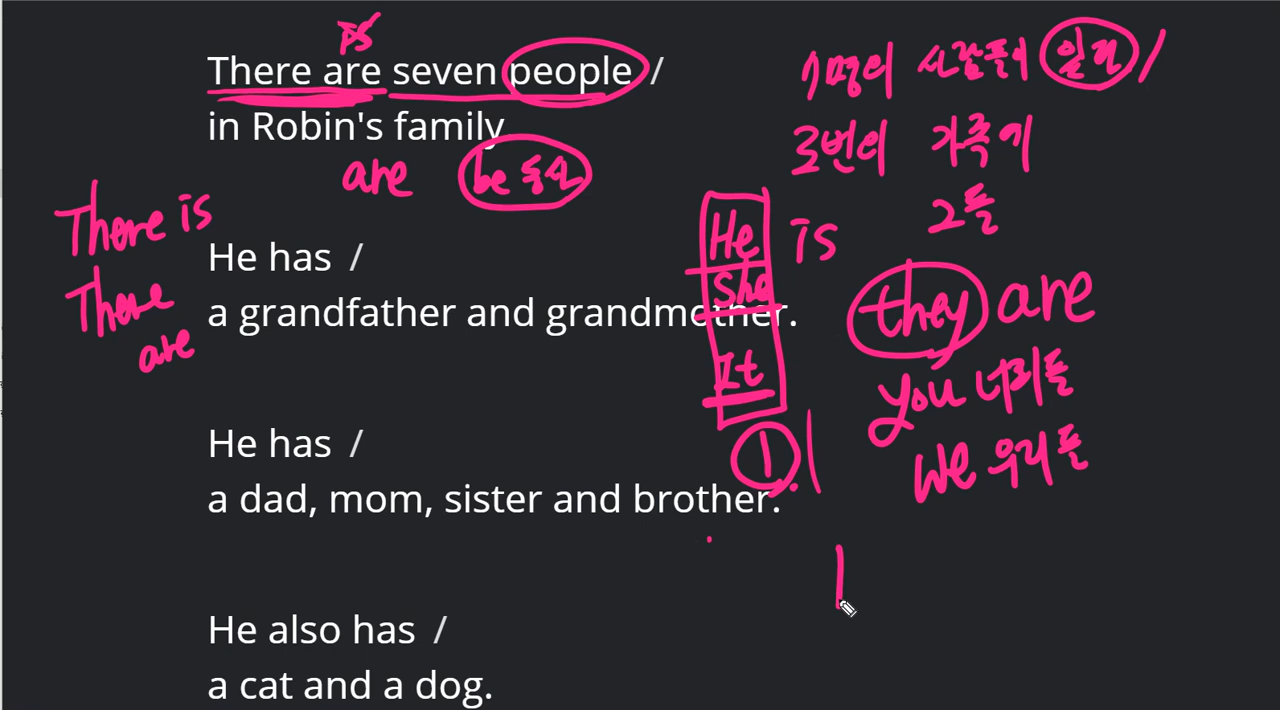 is
There are seven people /
in Robin's family
7명의 사람들이 /
로번의 가족에
are be 동사
There is
There are
He has /
a grandfather and grandmother.
He is
She
It
1
그들
they are
you 너희들
we 우리들
He has /
a dad, mom, sister and brother.
He also has /
a cat and a dog.